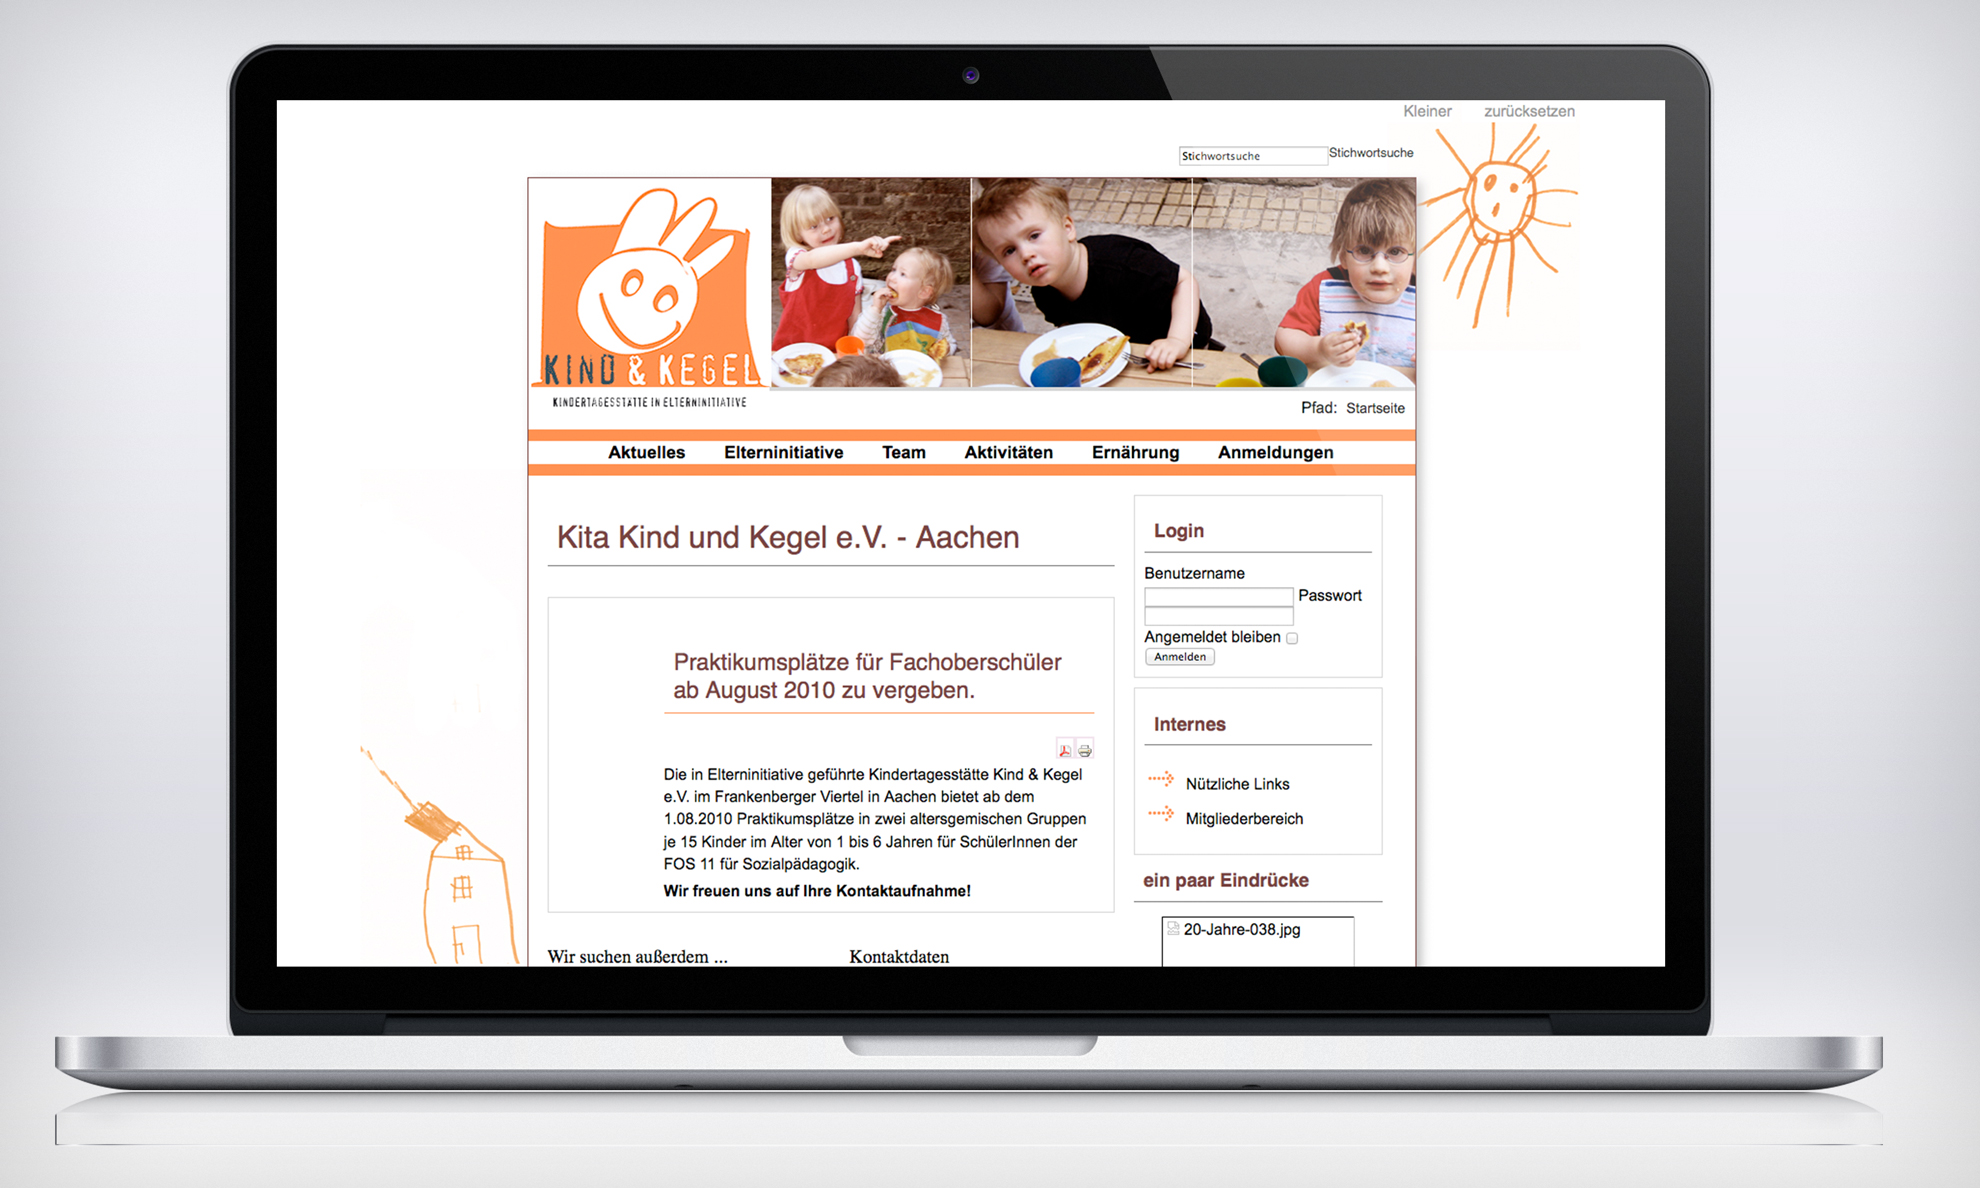 Kleiner zurücksetzen
Stichwortsuche Stichwortsuche
KIND & KEGEL
KINDERTAGESSTÄTTE IN ELTERNINITIATIVE
Pfad: Startseite
Aktuelles Elterninitiative Team Aktivitäten Ernährung Anmeldungen
Kita Kind und Kegel e.V. - Aachen
Praktikumsplätze für Fachoberschüler
ab August 2010 zu vergeben.
Die in Elterninitiative geführte Kindertagesstätte Kind & Kegel
e.V. im Frankenberger Viertel in Aachen bietet ab dem
1.08.2010 Praktikumsplätze in zwei altersgemischen Gruppen
je 15 Kinder im Alter von 1 bis 6 Jahren für SchülerInnen der
FOS 11 für Sozialpädagogik.
Wir freuen uns auf Ihre Kontaktaufnahme!
Wir suchen außerdem ...
Kontaktdaten
Login
Benutzername
Passwort
Angemeldet bleiben
Anmelden
Internes
Nützliche Links
Mitgliederbereich
ein paar Eindrücke
20-Jahre-038.jpg